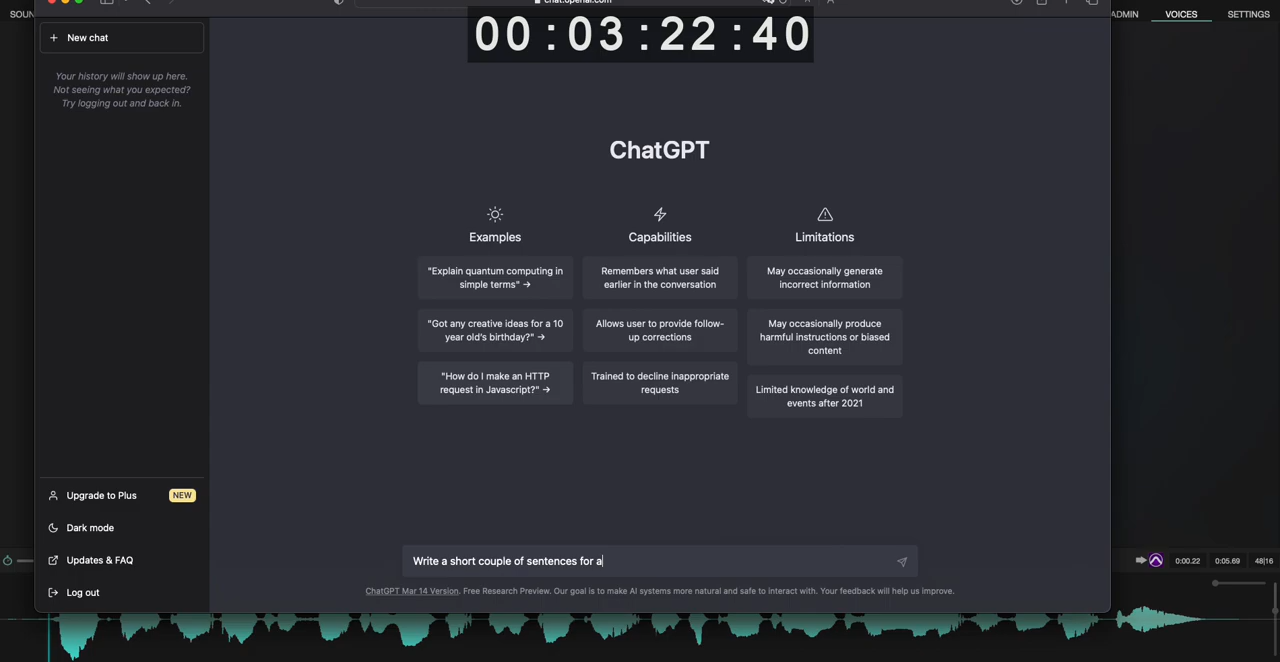 SOUN
chat.openai.com
ADMIN
VOICES
SETTINGS
00:03:22:40
New chat
Your history will show up here.
Not seeing what you expected?
Try logging out and back in.
ChatGPT
Examples
"Explain quantum computing in
simple terms" →
"Got any creative ideas for a 10
year old's birthday?" →
"How do I make an HTTP
request in Javascript?" →
Capabilities
Remembers what user said
earlier in the conversation
Allows user to provide follow-
up corrections
Trained to decline inappropriate
requests
Limitations
May occasionally generate
incorrect information
May occasionally produce
harmful instructions or biased
content
Limited knowledge of world and
events after 2021
Upgrade to Plus NEW
Dark mode
Updates & FAQ
Log out
Write a short couple of sentences for a
ChatGPT Mar 14 Version. Free Research Preview. Our goal is to make AI systems more natural and safe to interact with. Your feedback will help us improve.
0:00.22 0:05.69 48|16